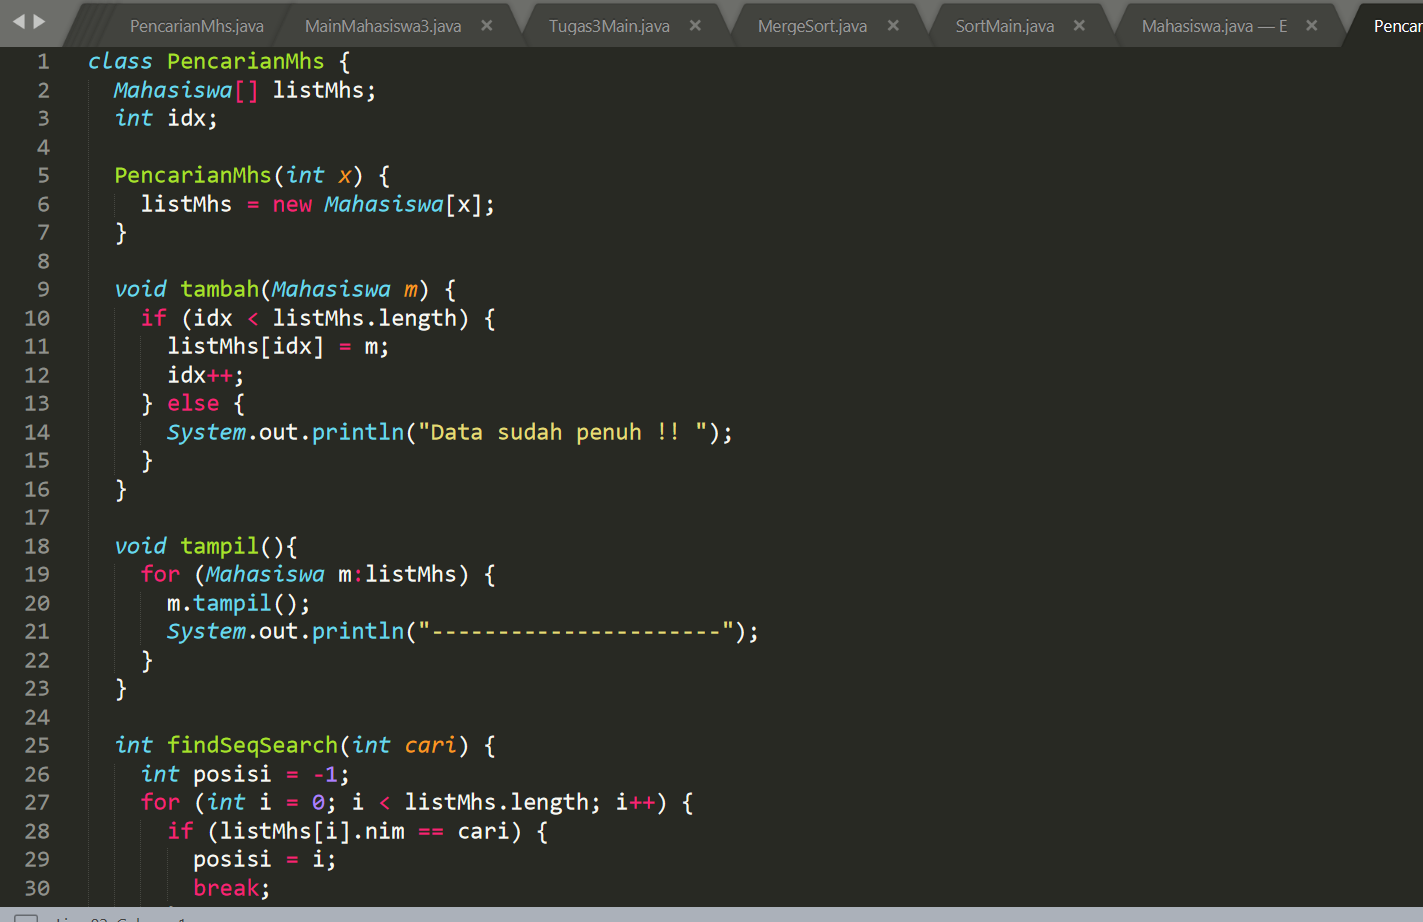 PencarianMhs.java MainMahasiswa3.java × Tugas3Main.java × MergeSort.java × SortMain.java × Mahasiswa.java — E × Pencar
1 class PencarianMhs {
2 Mahasiswa[] listMhs;
3 int idx;
4
5 PencarianMhs(int x) {
6 listMhs = new Mahasiswa[x];
7 }
8
9 void tambah(Mahasiswa m) {
10 if (idx < listMhs.length) {
11 listMhs[idx] = m;
12 idx++;
13 } else {
14 System.out.println("Data sudah penuh !! ");
15 }
16 }
17
18 void tampil(){
19 for (Mahasiswa m:listMhs) {
20 m.tampil();
21 System.out.println("----------------------");
22 }
23 }
24
25 int findSeqSearch(int cari) {
26 int posisi = -1;
27 for (int i = 0; i < listMhs.length; i++) {
28 if (listMhs[i].nim == cari) {
29 posisi = i;
30 break;